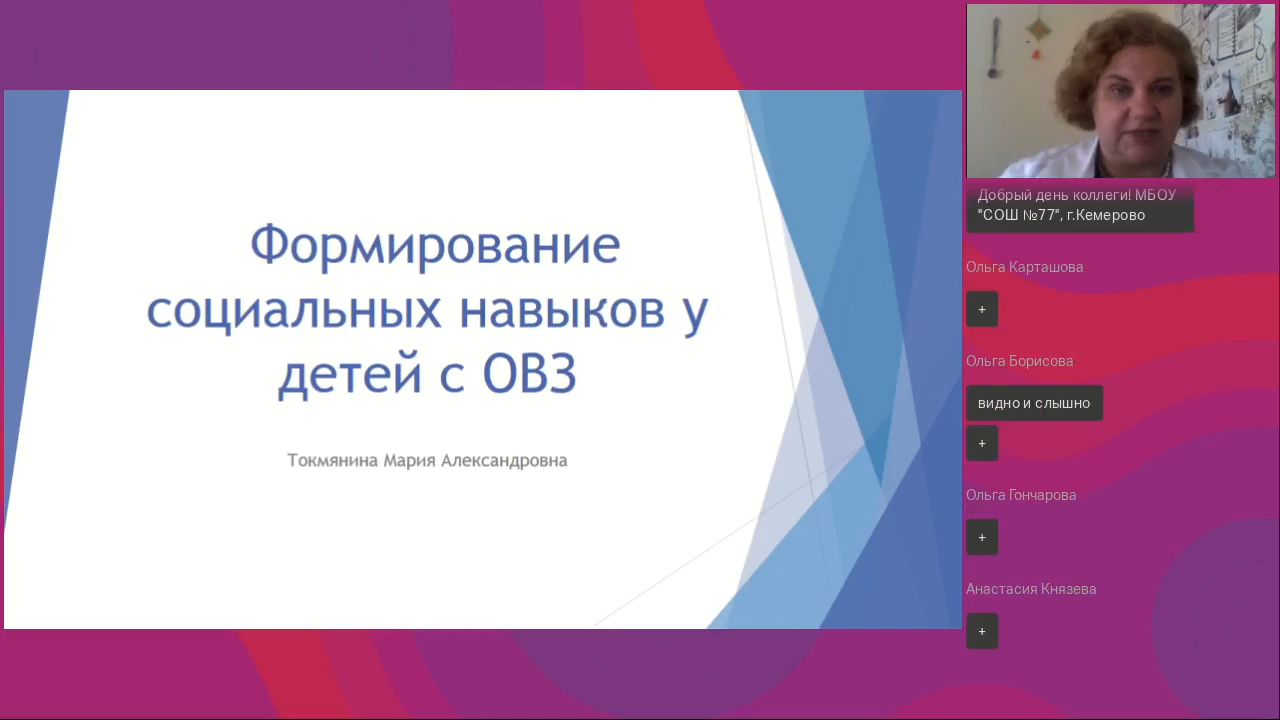 Формирование
социальных навыков у
детей с ОВЗ
Токмянина Мария Александровна
Добрый день коллеги! МБОУ
"СОШ №77", г.Кемерово
Ольга Карташова
+
Ольга Борисова
видно и слышно
+
Ольга Гончарова
+
Анастасия Князева
+